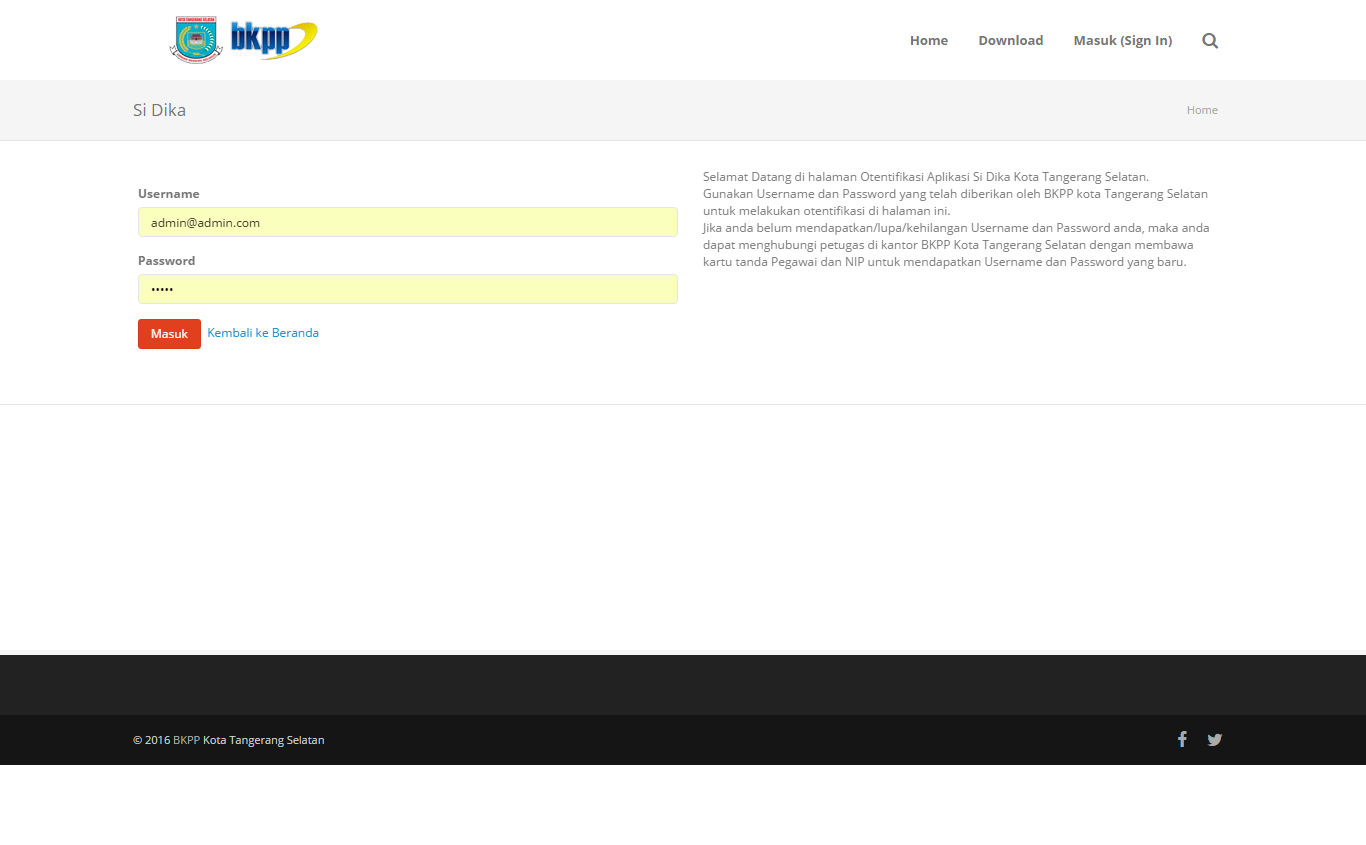 KOTA TANGERANG SELATAN
bkpp
Home
Download
Masuk (Sign In)
Si Dika
Home
Username
admin@admin.com
Password
•••••
Masuk
Kembali ke Beranda
Selamat Datang di halaman Otentifikasi Aplikasi Si Dika Kota Tangerang Selatan.
Gunakan Username dan Password yang telah diberikan oleh BKPP kota Tangerang Selatan
untuk melakukan otentifikasi di halaman ini.
Jika anda belum mendapatkan/lupa/kehilangan Username dan Password anda, maka anda
dapat menghubungi petugas di kantor BKPP Kota Tangerang Selatan dengan membawa
kartu tanda Pegawai dan NIP untuk mendapatkan Username dan Password yang baru.
© 2016 BKPP Kota Tangerang Selatan